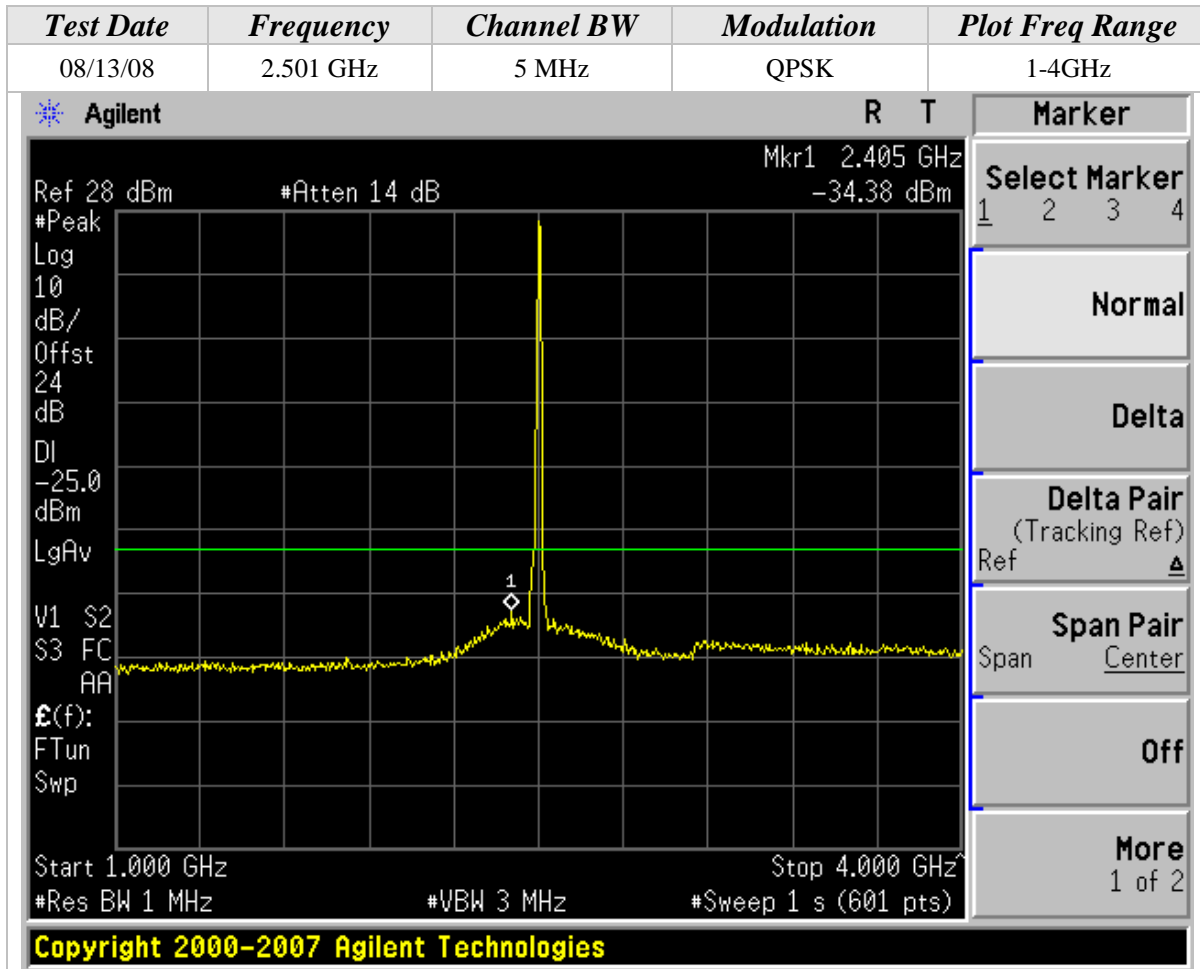 Test Date Frequency Channel BW Modulation Plot Freq Range
08/13/08 2.501 GHz 5 MHz QPSK 1-4GHz
Agilent R T Marker
Mkr1 2.405 GHz
Ref 28 dBm #Atten 14 dB -34.38 dBm
#Peak
Log
10
dB/
Offst
24
dB
DI
-25.0
dBm
LgAv
1
V1 S2
S3 FC
AA
£(f):
FTun
Swp
Start 1.000 GHz Stop 4.000 GHz^
#Res BW 1 MHz #VBW 3 MHz #Sweep 1 s (601 pts)
Select Marker
1 2 3 4
Normal
Delta
Delta Pair
(Tracking Ref)
Ref Δ
Span Pair
Span Center
Off
More
1 of 2
Copyright 2000-2007 Agilent Technologies